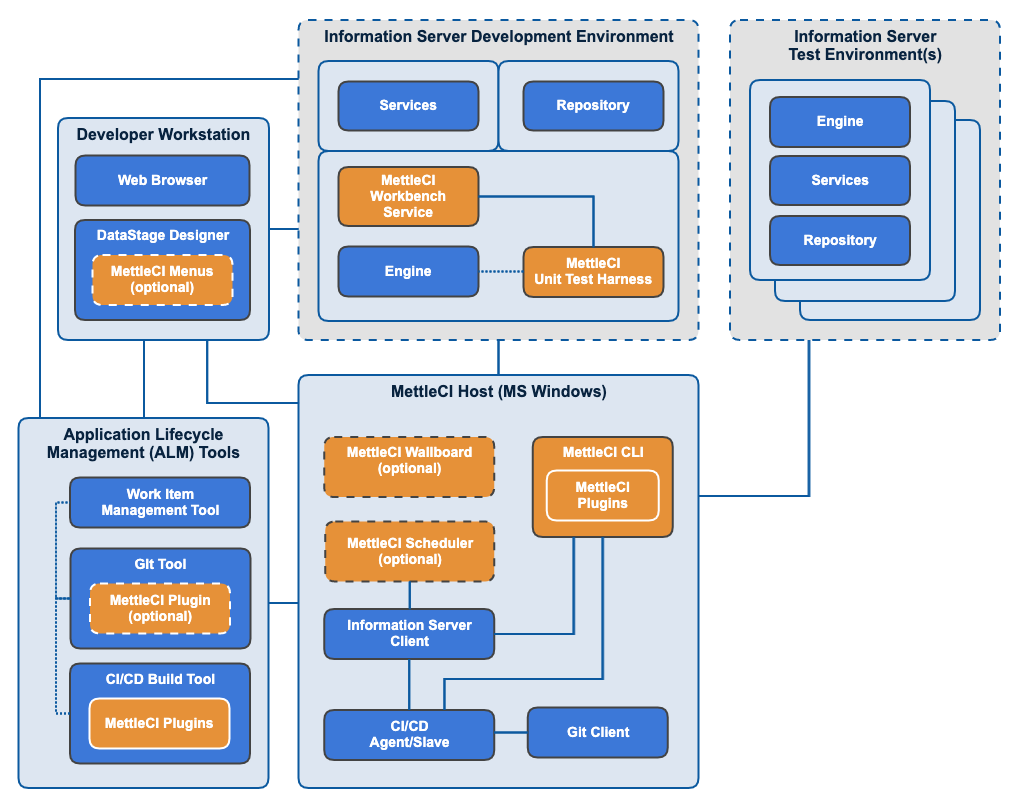 Information Server Development Environment
Services
Repository
MettleCI
Workbench
Service
Engine
MettleCI
Unit Test Harness
Information Server
Test Environment(s)
Engine
Services
Repository
Developer Workstation
Web Browser
DataStage Designer
MettleCI Menus
(optional)
Application Lifecycle
Management (ALM) Tools
Work Item
Management Tool
Git Tool
MettleCI Plugin
(optional)
CI/CD Build Tool
MettleCI Plugins
MettleCI Host (MS Windows)
MettleCI Wallboard
(optional)
MettleCI CLI
MettleCI
Plugins
MettleCI Scheduler
(optional)
Information Server
Client
CI/CD
Agent/Slave
Git Client